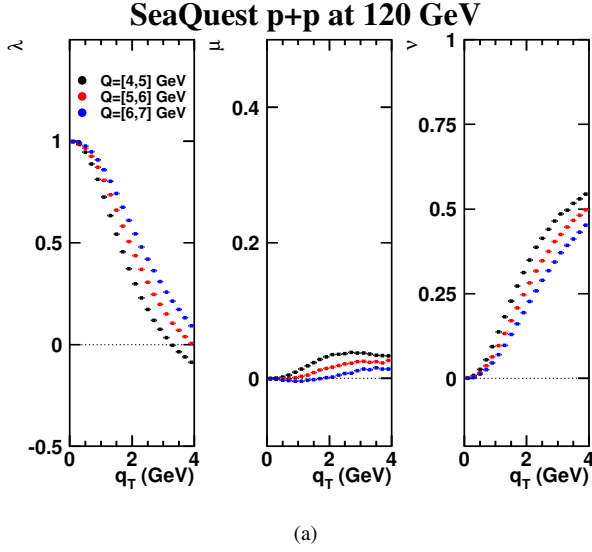 SeaQuest p+p at 120 GeV
λ
μ
ν
Q=[4,5] GeV
Q=[5,6] GeV
Q=[6,7] GeV
1
0.5
0
-0.5
0.4
0.2
0
1
0.75
0.5
0.25
0
0 2 4
0 2 4
0 2 4
q_T (GeV)
q_T (GeV)
q_T (GeV)
(a)